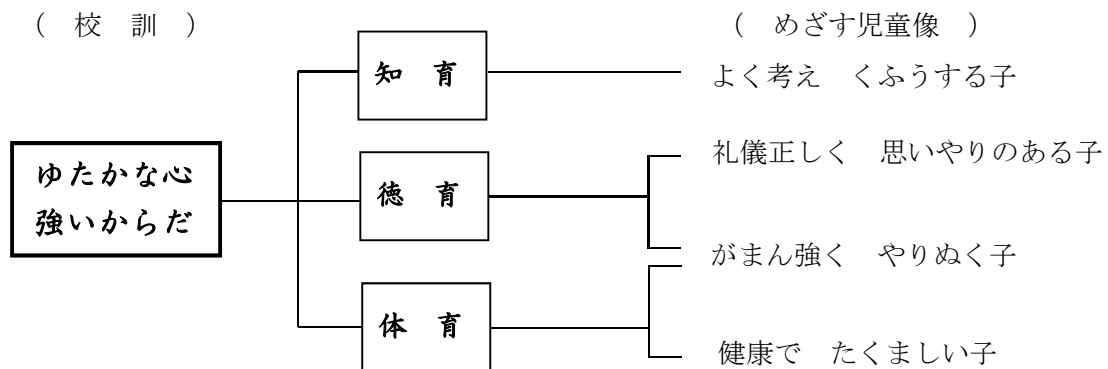 （　校　訓　）
（　めざす児童像　）
知　育
よく考え　くふうする子
ゆたかな心
強いからだ
徳　育
礼儀正しく　思いやりのある子
がまん強く　やりぬく子
体　育
健康で　たくましい子